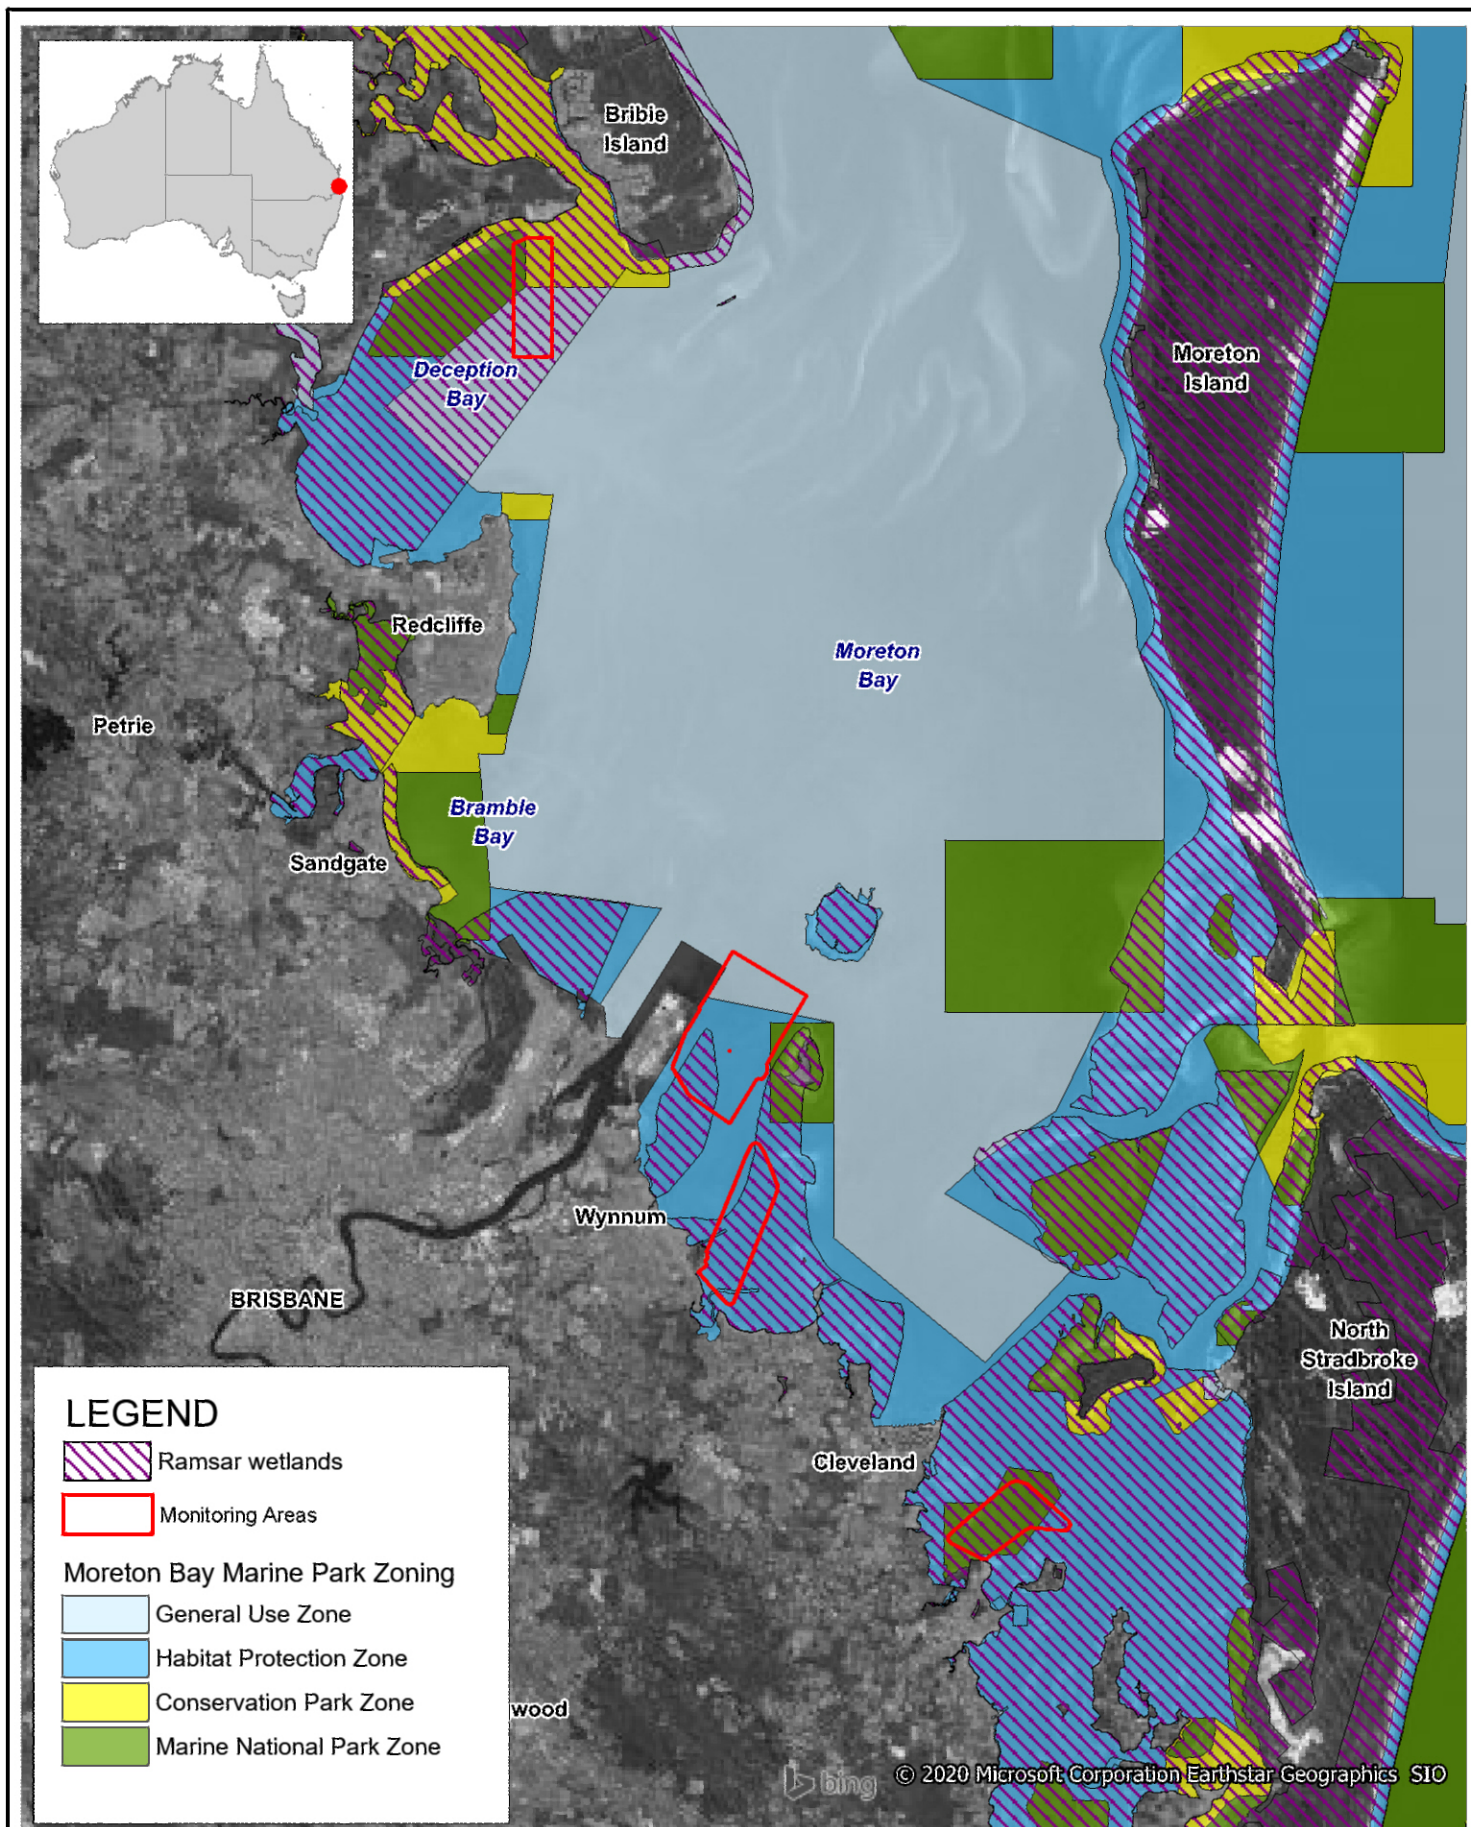 Bribie
Island
Moreton
Island
Deception
Bay
Redcliffe
Moreton
Bay
Petrie
Bramble
Bay
Sandgate
Wynnum
BRISBANE
North
Stradbroke
Island
Cleveland
LEGEND
Ramsar wetlands
Monitoring Areas
Moreton Bay Marine Park Zoning
General Use Zone
Habitat Protection Zone
Conservation Park Zone
Marine National Park Zone
wood
bing
© 2020 Microsoft Corporation Earthstar Geographics SIO